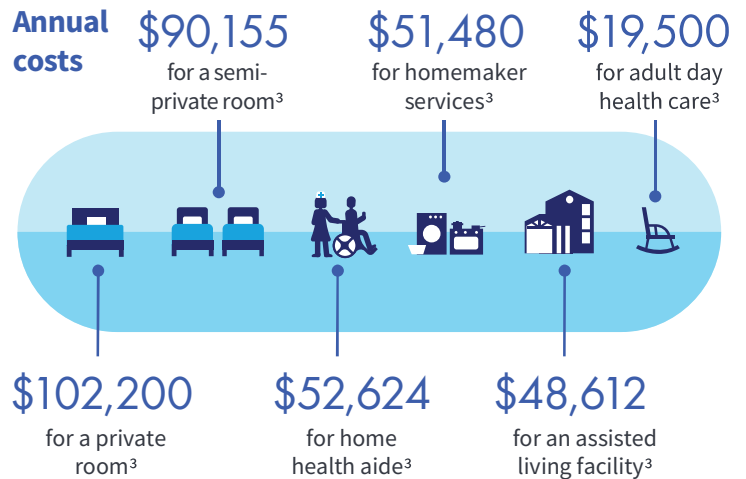 Annual
costs
$90,155
for a semi-
private room³
$51,480
for homemaker
services³
$19,500
for adult day
health care³
$102,200
for a private
room³
$52,624
for home
health aide³
$48,612
for an assisted
living facility³